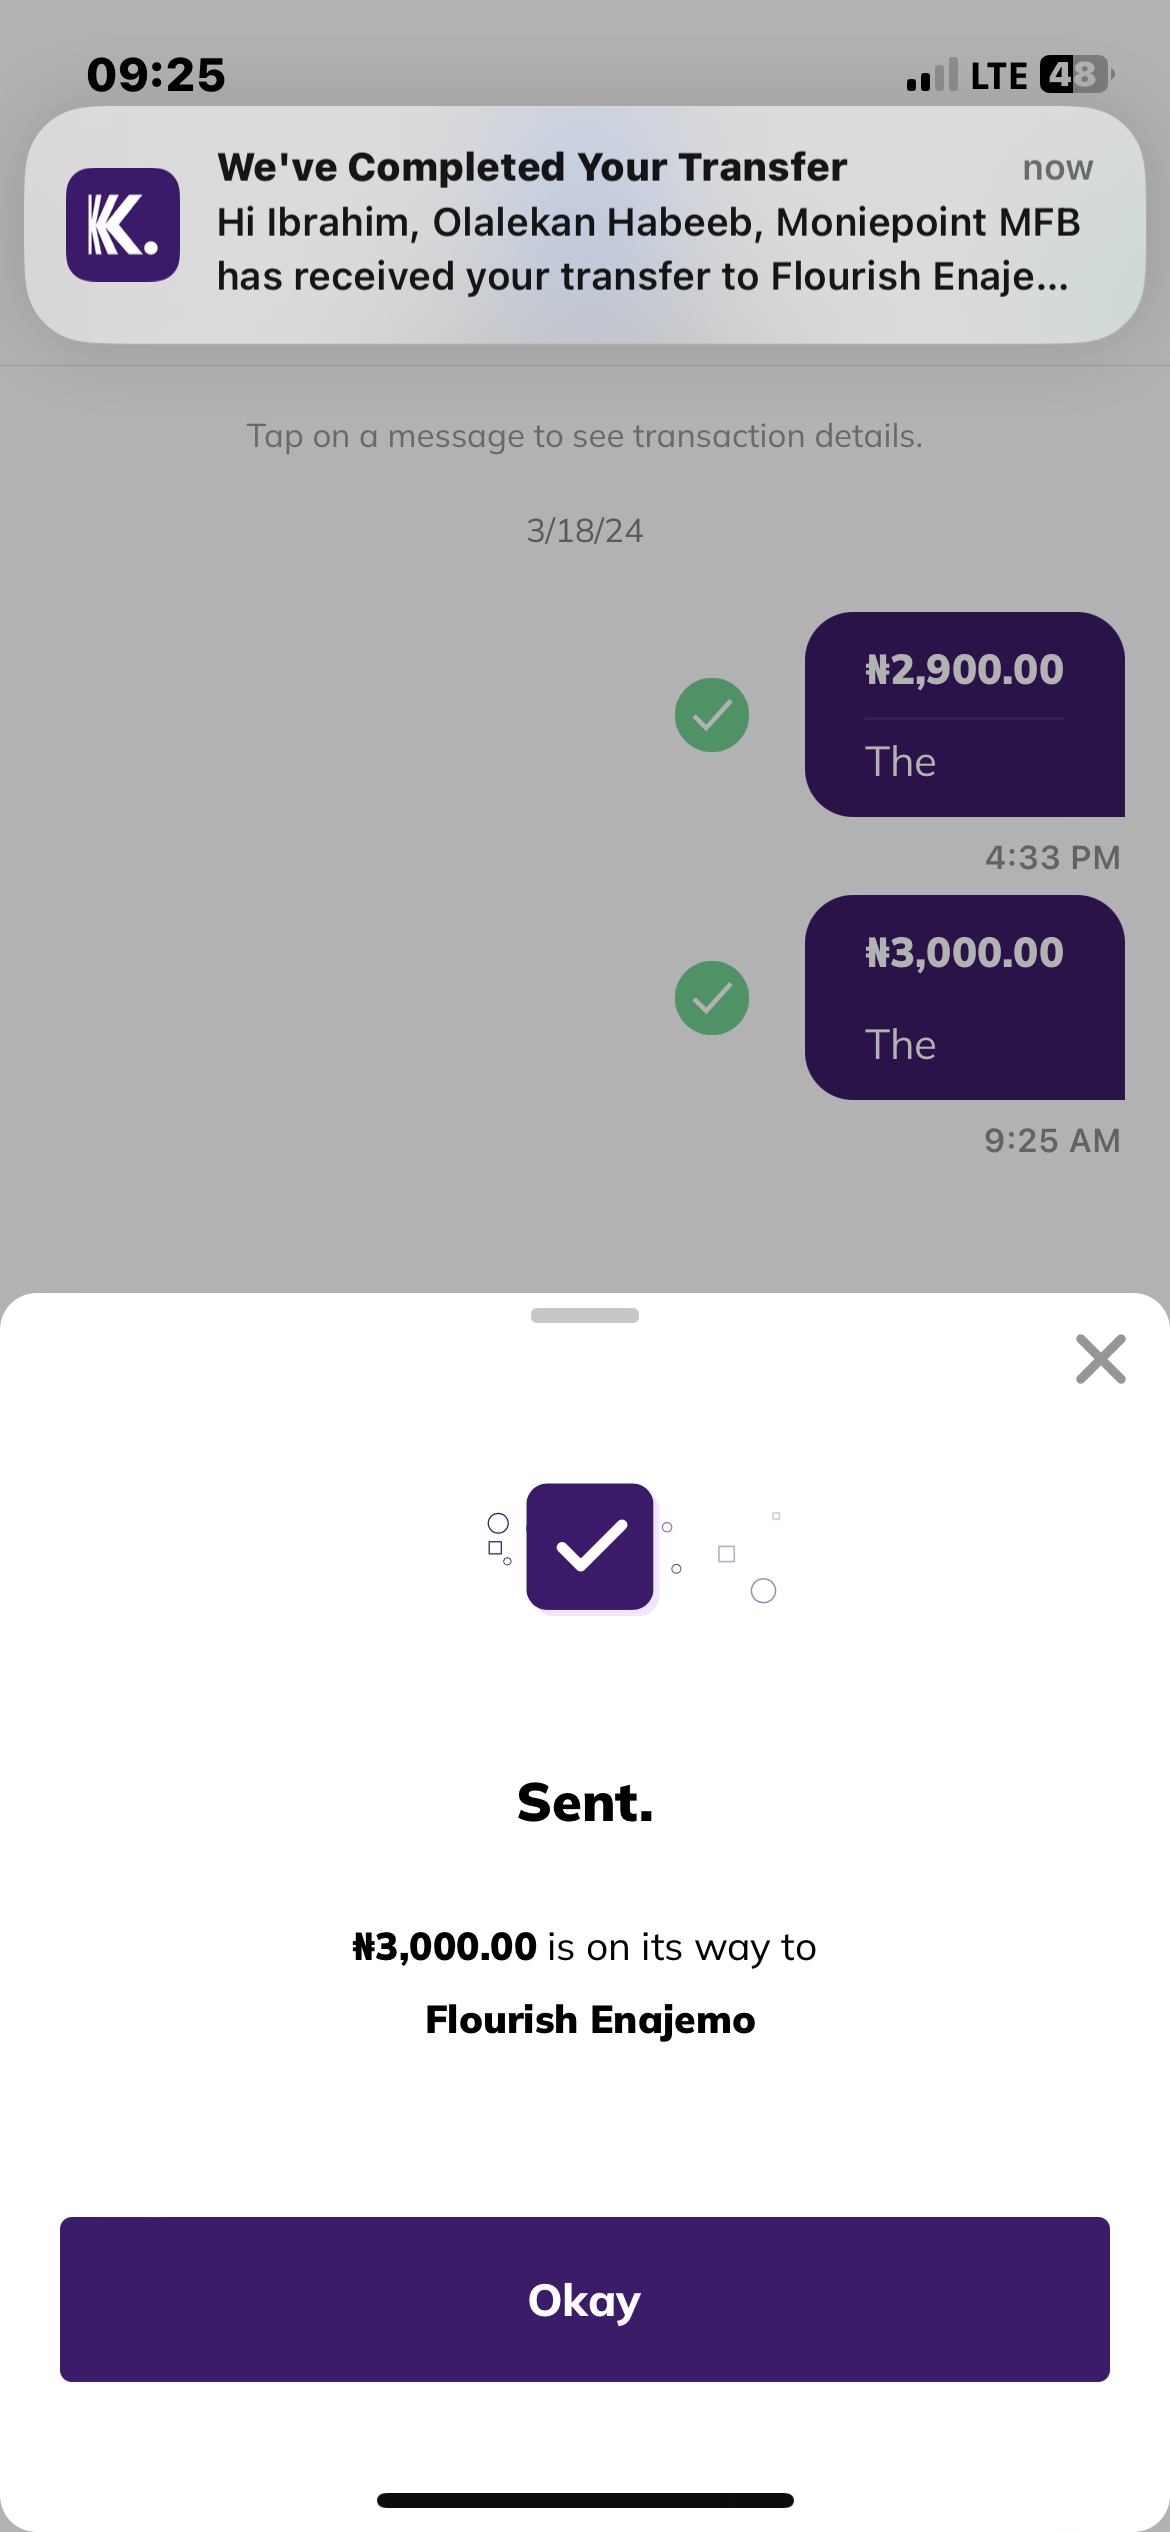 09:25
LTE 48
We've Completed Your Transfer now
Hi Ibrahim, Olalekan Habeeb, Moniepoint MFB
has received your transfer to Flourish Enaje...
K.
Tap on a message to see transaction details.
3/18/24
₦2,900.00
The
4:33 PM
₦3,000.00
The
9:25 AM
Sent.
₦3,000.00 is on its way to
Flourish Enajemo
Okay